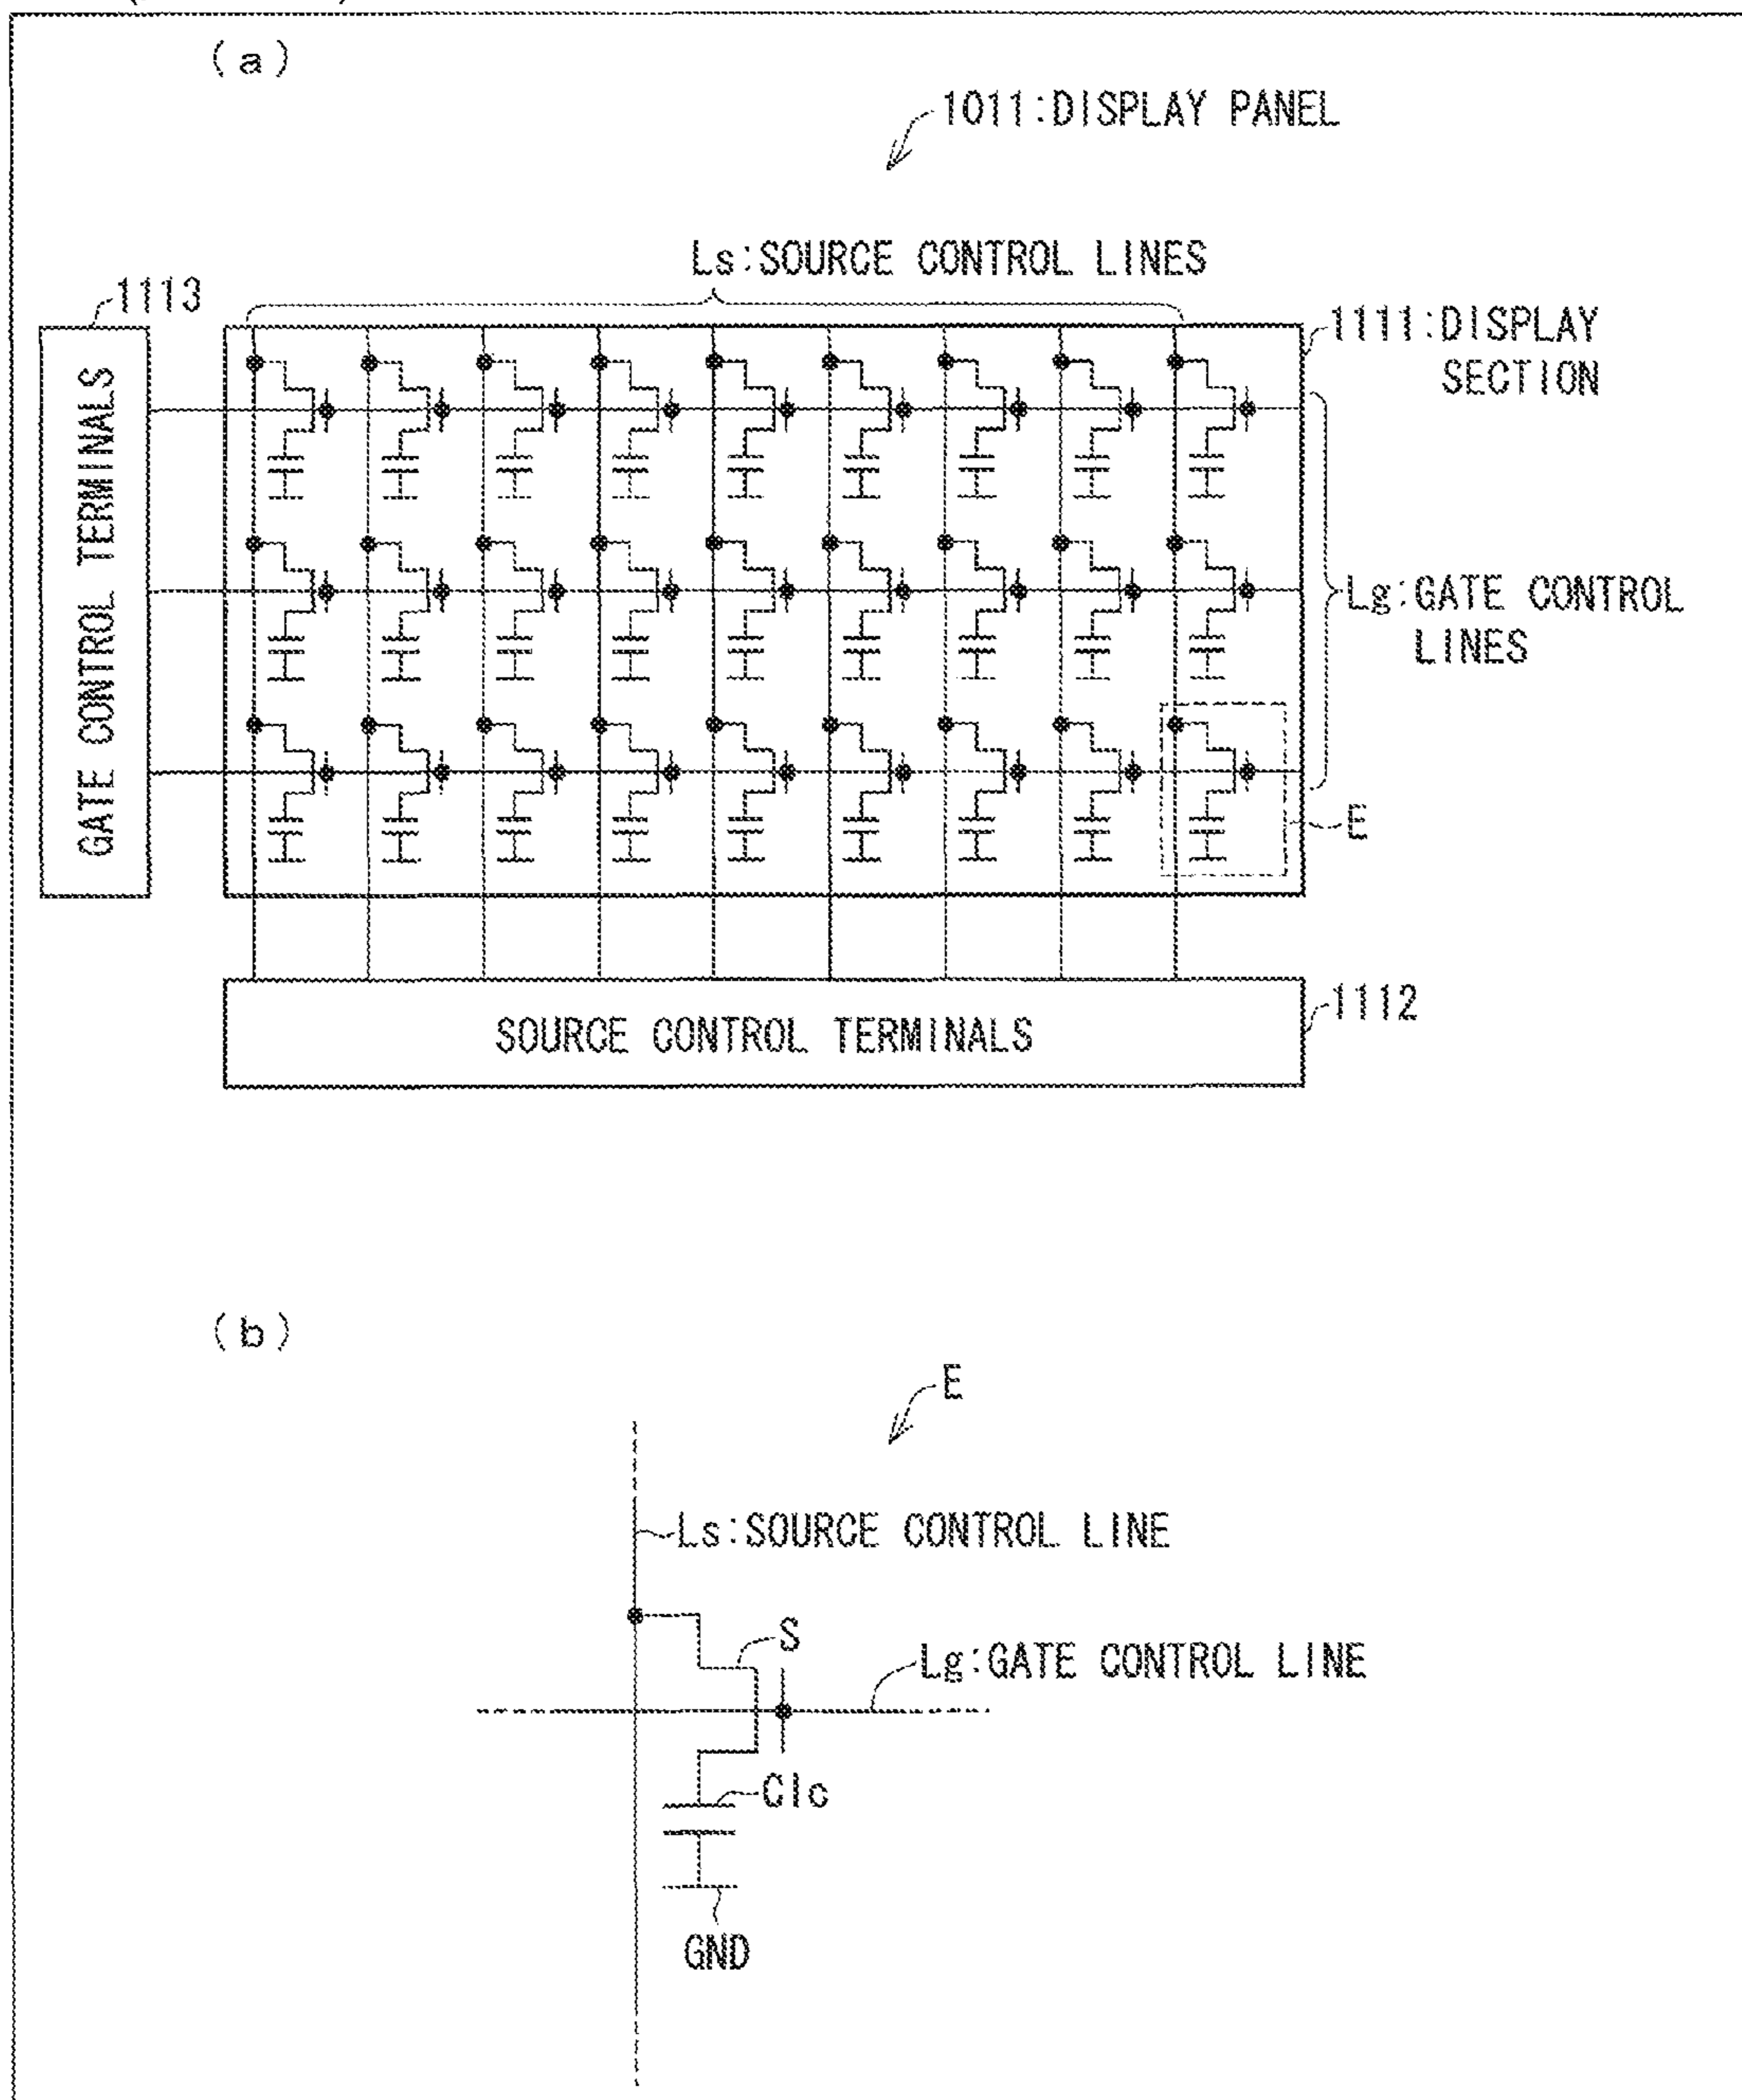 (a)
1011:DISPLAY PANEL
Ls:SOURCE CONTROL LINES
1113
1111:DISPLAY
SECTION
GATE CONTROL TERMINALS
Lg:GATE CONTROL
LINES
E
1112
SOURCE CONTROL TERMINALS
(b)
E
Ls:SOURCE CONTROL LINE
S
Lg:GATE CONTROL LINE
Clc
GND